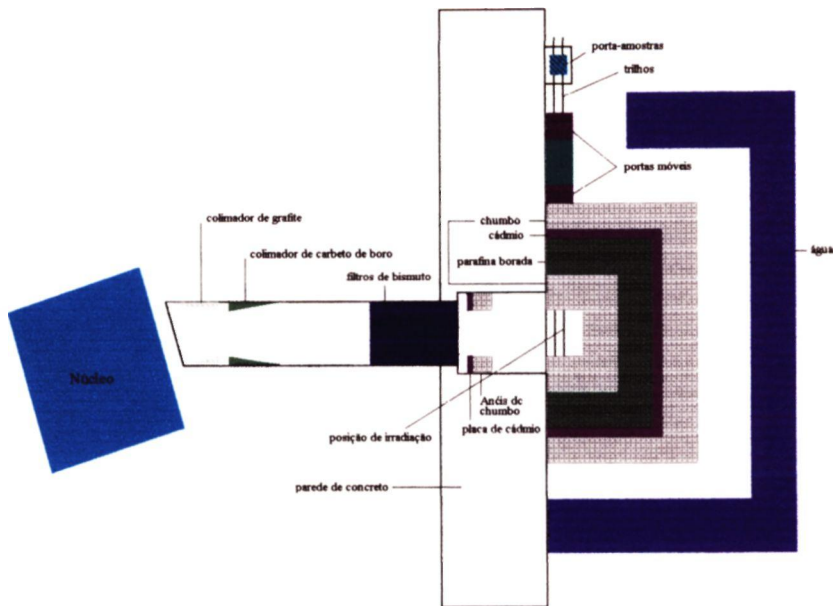 porta-amostras
trilhos
portas móveis
colimador de grafite
chumbo
cádmio
colimador de carbeto de boro
parafina borada
água
filtros de bismuto
Núcleo
Anéis de
chumbo
posição de irradiação
placa de cádmio
parede de concreto